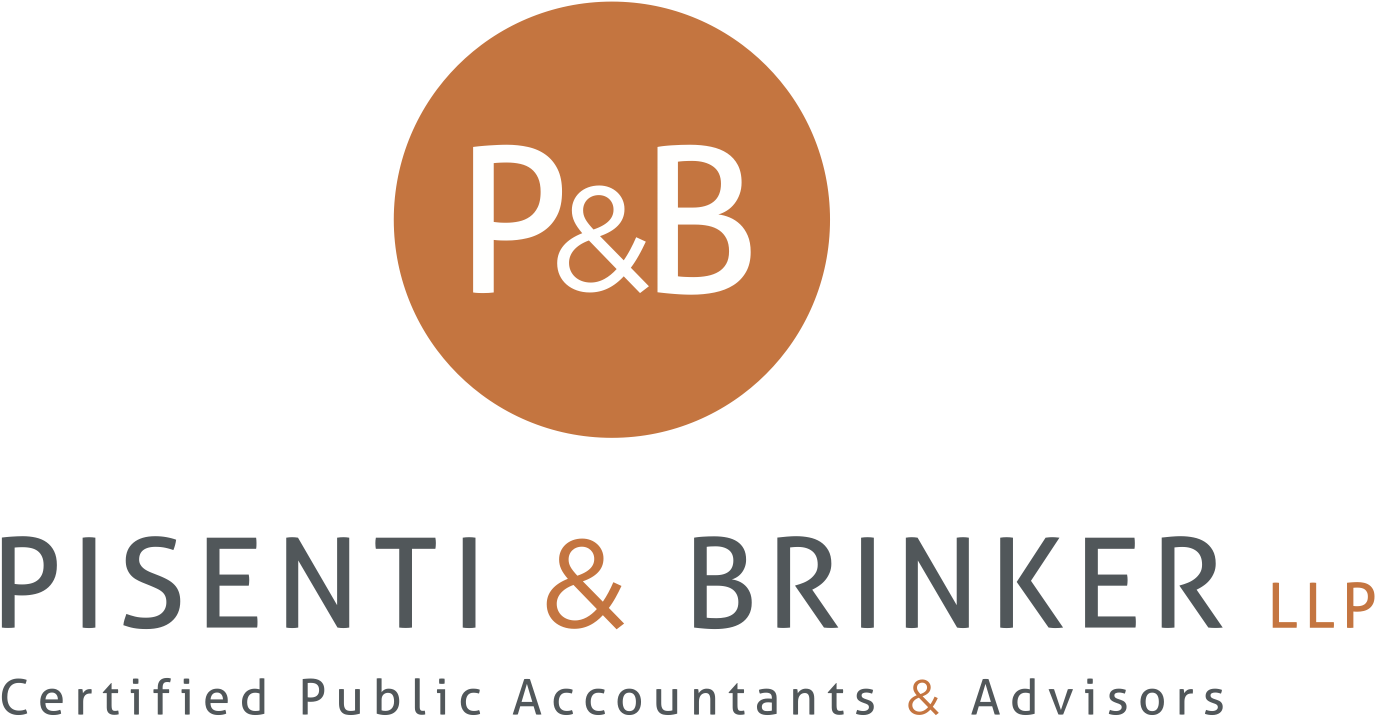 P&B
PISENTI & BRINKER LLP
Certified Public Accountants & Advisors